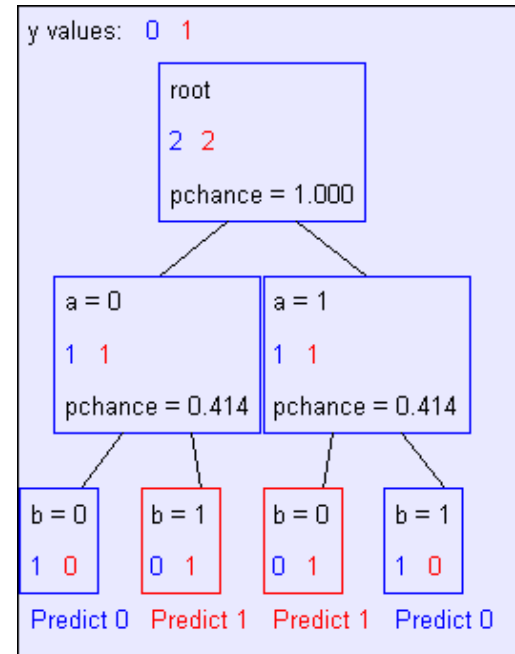 y values: 0 1
root
2 2
pchance = 1.000
a = 0
1 1
pchance = 0.414
a = 1
1 1
pchance = 0.414
b = 0
1 0
b = 1
0 1
b = 0
0 1
b = 1
1 0
Predict 0
Predict 1
Predict 1
Predict 0